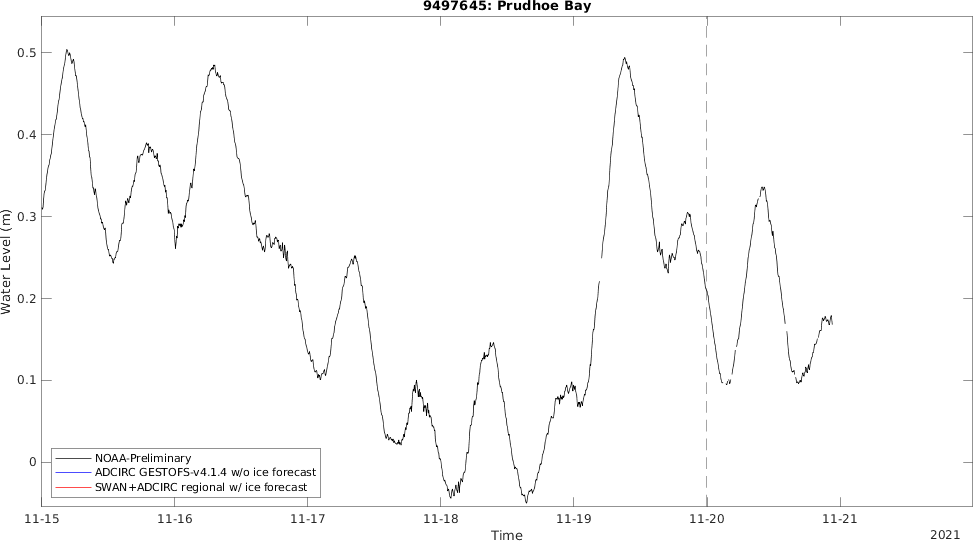 9497645: Prudhoe Bay
Water Level (m)
0.5
0.4
0.3
0.2
0.1
0
NOAA-Preliminary
ADCIRC GESTOFS-v4.1.4 w/o ice forecast
SWAN+ADCIRC regional w/ ice forecast
11-15 11-16 11-17 11-18 11-19 11-20 11-21
Time
2021